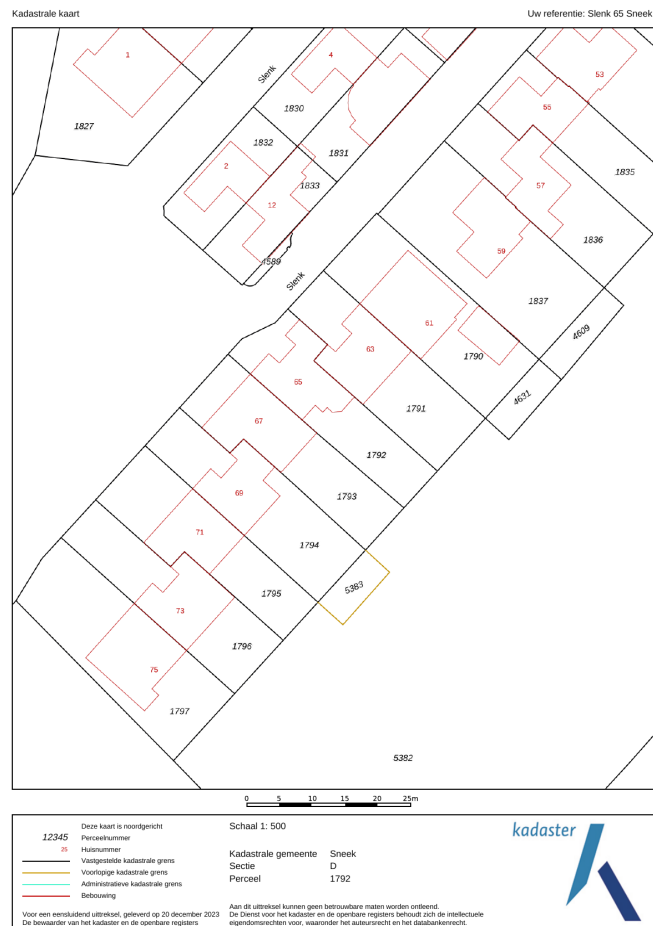 Kadastrale kaart
Uw referentie: Slenk 65 Sneek
1
4
53
Slenk
55
1830
1827
1832
1831
2
57
1835
1833
12
59
1836
4589
Slenk
1837
61
4609
63
1790
65
4631
1791
67
1792
69
1793
71
1794
5383
1795
73
1796
75
1797
5382
0 5 10 15 20 25m
Deze kaart is noordgericht
12345 Perceelnummer
25 Huisnummer
Vastgestelde kadastrale grens
Voorlopige kadastrale grens
Administratieve kadastrale grens
Bebouwing
Voor een eensluidend uittreksel, geleverd op 20 december 2023
De bewaarder van het kadaster en de openbare registers
Schaal 1: 500
Kadastrale gemeente Sneek
Sectie D
Perceel 1792
Aan dit uittreksel kunnen geen betrouwbare maten worden ontleend.
De Dienst voor het kadaster en de openbare registers behoudt zich de intellectuele
eigendomsrechten voor, waaronder het auteursrecht en het databankenrecht.
kadaster